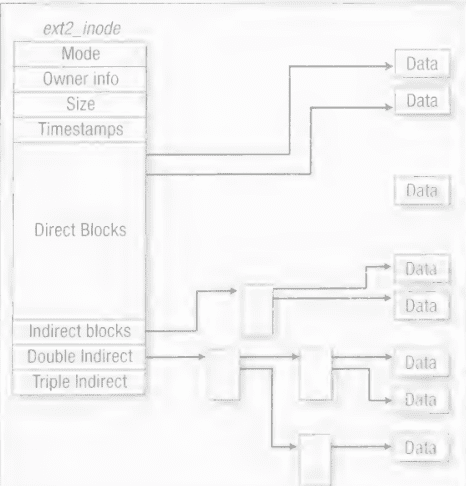 ext2_inode
Mode
Owner info
Size
Timestamps
Direct Blocks
Indirect blocks
Double Indirect
Triple Indirect
Data
Data
Data
Data
Data
Data
Data
Data